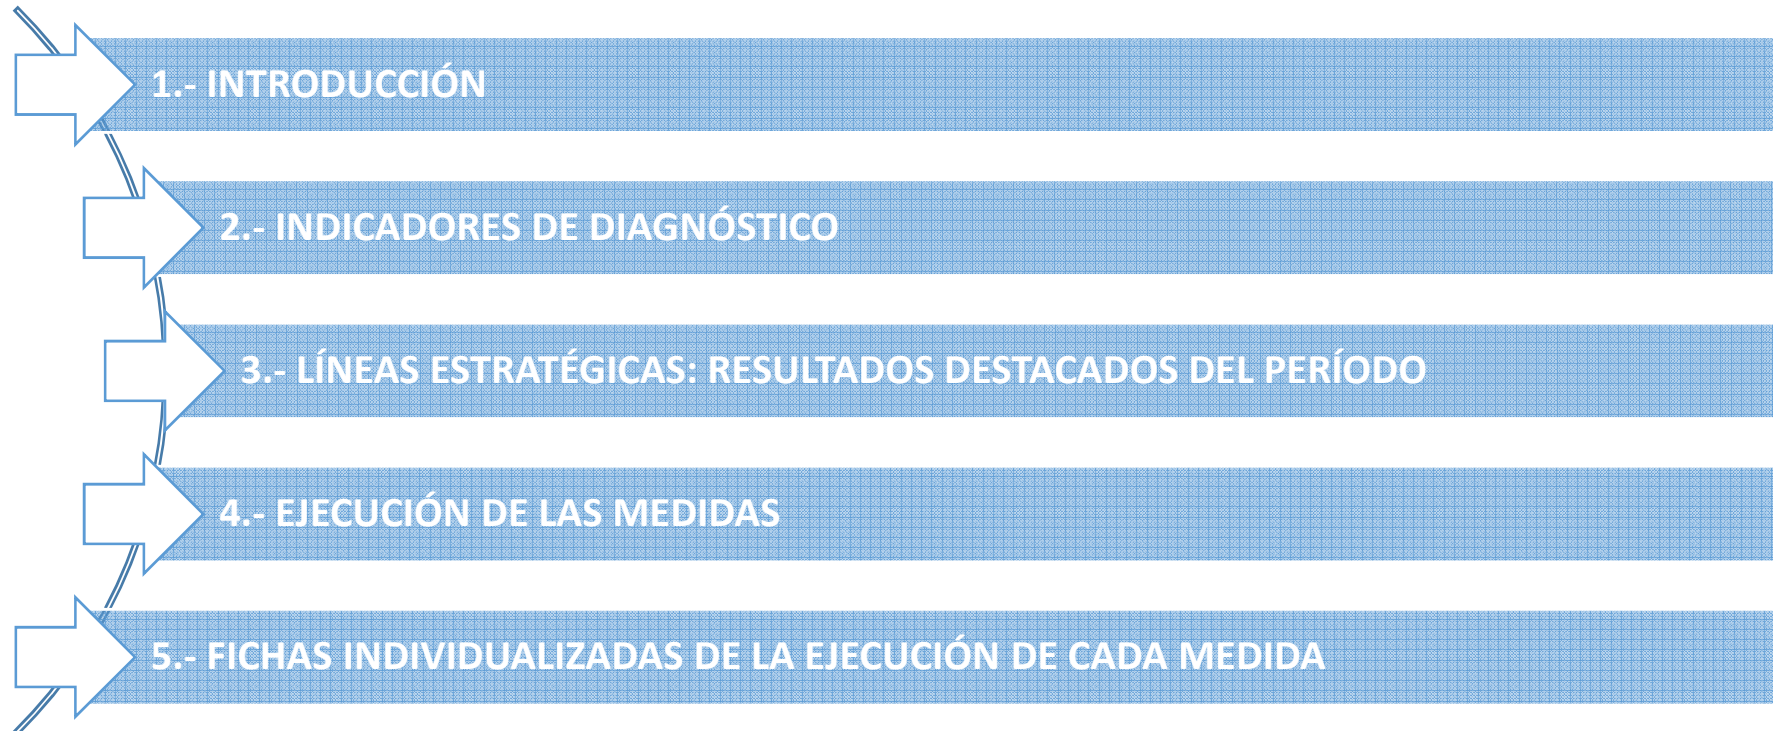 1.- INTRODUCCIÓN
2.- INDICADORES DE DIAGNÓSTICO
3.- LÍNEAS ESTRATÉGICAS: RESULTADOS DESTACADOS DEL PERÍODO
4.- EJECUCIÓN DE LAS MEDIDAS
5.- FICHAS INDIVIDUALIZADAS DE LA EJECUCIÓN DE CADA MEDIDA